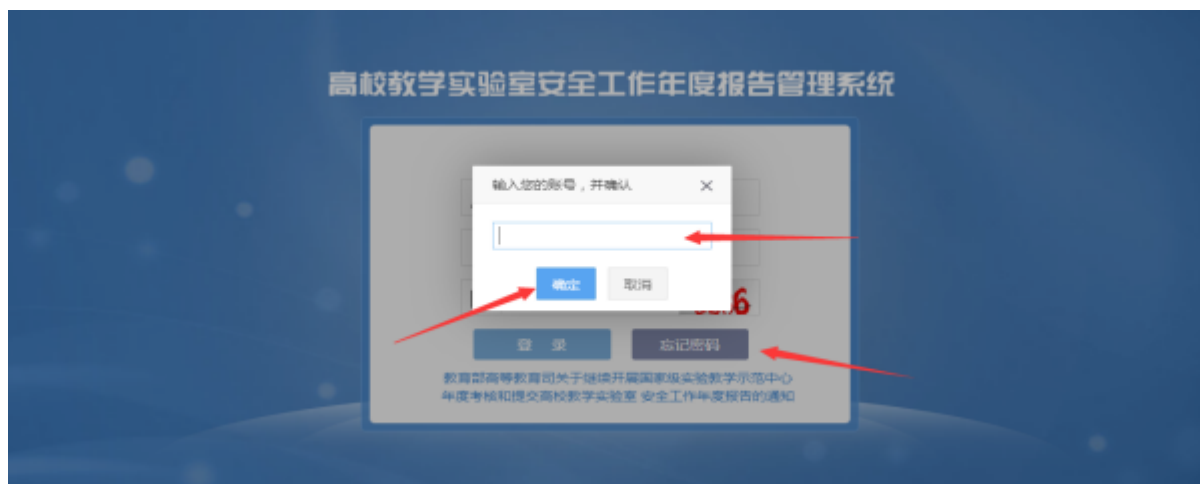 高校教学实验室安全工作年度报告管理系统
输入您的账号，并确认
确定 取消
登 录 忘记密码
教育部高等教育司关于继续开展国家级实验教学示范中心
年度考核和提交高校教学实验室 安全工作年度报告的通知